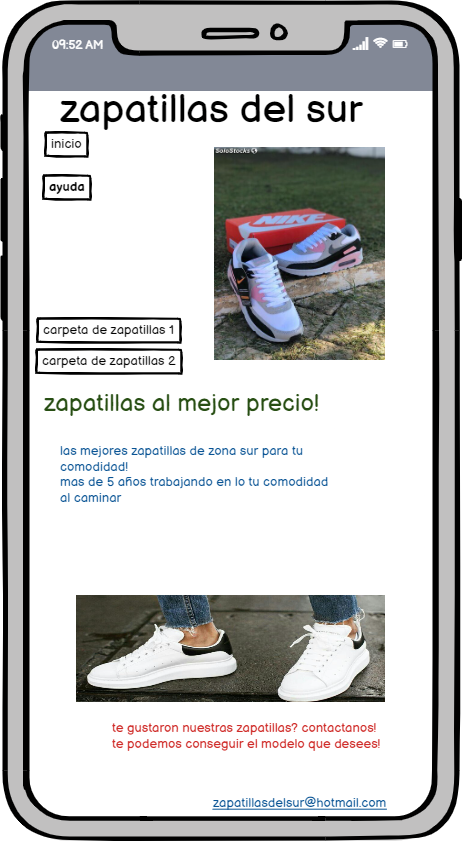 09:52 AM
zapatillas del sur
inicio
ayuda
SoloStocks
NIKE
carpeta de zapatillas 1
carpeta de zapatillas 2
zapatillas al mejor precio!
las mejores zapatillas de zona sur para tu
comodidad!
mas de 5 años trabajando en lo tu comodidad
al caminar
te gustaron nuestras zapatillas? contactanos!
te podemos conseguir el modelo que desees!
zapatillasdelsur@hotmail.com